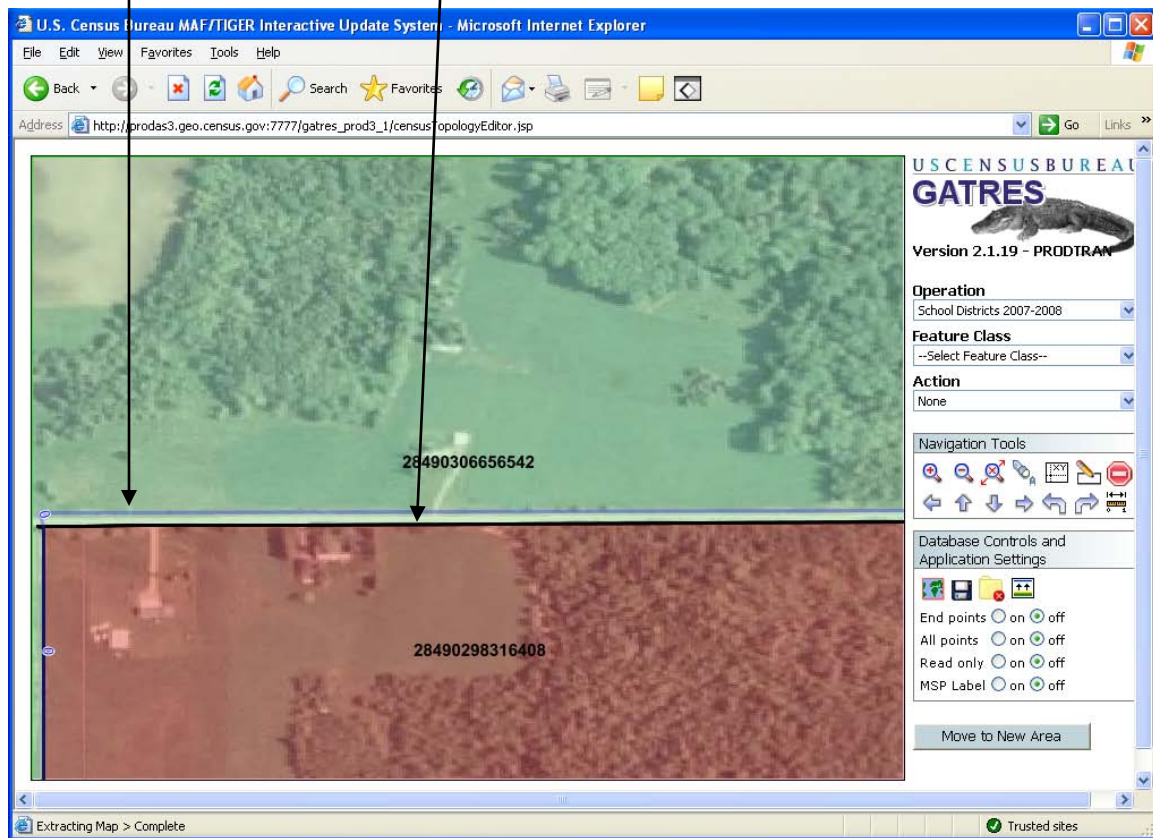 U.S. Census Bureau MAF/TIGER Interactive Update System - Microsoft Internet Explorer
File Edit View Favorites Tools Help
Back Search Favorites
Address http://prodas3.geo.census.gov:7777/gatres_prod3_1/censusTopologyEditor.jsp Go Links »
USCENSUSBUREAU
GATRES
Version 2.1.19 - PRODTRAN
Operation
School Districts 2007-2008
Feature Class
--Select Feature Class--
Action
None
Navigation Tools
Database Controls and
Application Settings
End points on off
All points on off
Read only on off
MSP Label on off
Move to New Area
28490306656542
28490298316408
Extracting Map > Complete Trusted sites